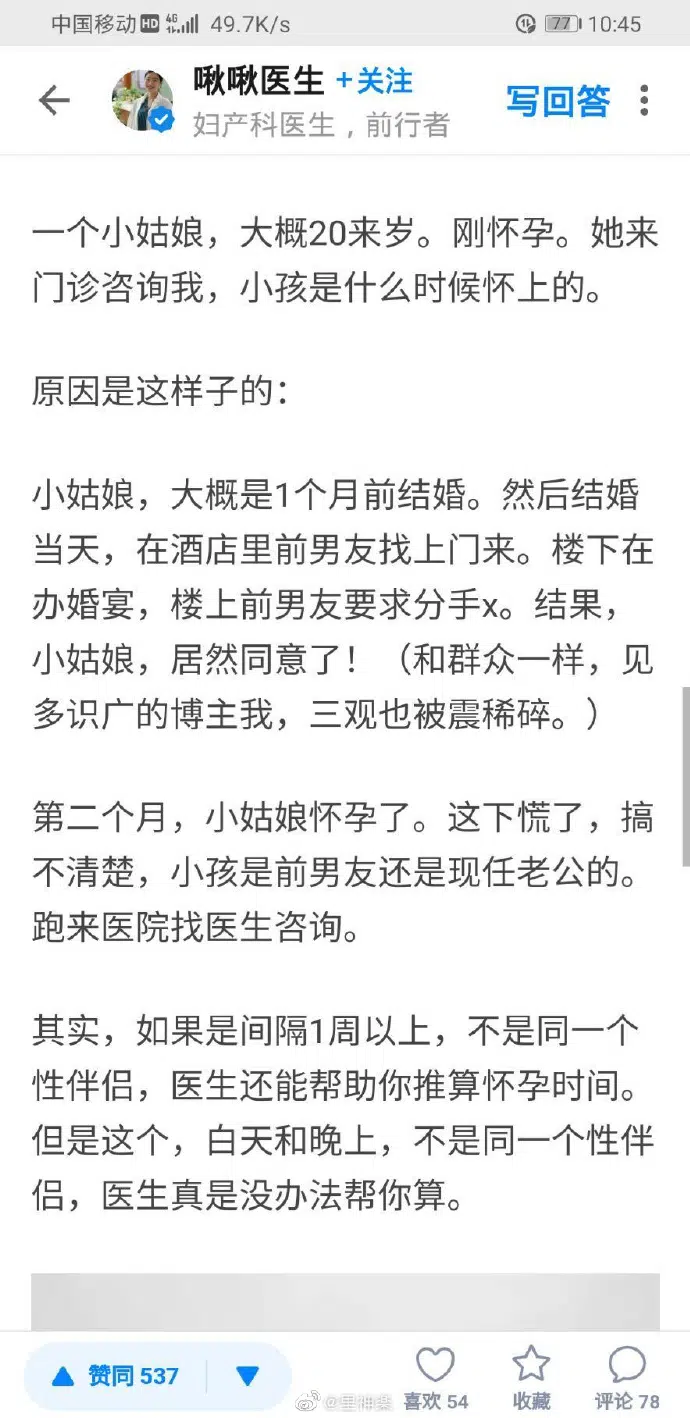 中国移动 HD 4G 49.7K/s 77 10:45
啾啾医生 +关注
写回答
妇产科医生，前行者
一个小姑娘，大概20来岁。刚怀孕。她来
门诊咨询我，小孩是什么时候怀上的。
原因是这样子的：
小姑娘，大概是1个月前结婚。然后结婚
当天，在酒店里前男友找上门来。楼下在
办婚宴，楼上前男友要求分手x。结果，
小姑娘，居然同意了！（和群众一样，见
多识广的博主我，三观也被震稀碎。）
第二个月，小姑娘怀孕了。这下慌了，搞
不清楚，小孩是前男友还是现任老公的。
跑来医院找医生咨询。
其实，如果是间隔1周以上，不是同一个
性伴侣，医生还能帮助你推算怀孕时间。
但是这个，白天和晚上，不是同一个性伴
侣，医生真是没办法帮你算。
赞同 537
喜欢 54
收藏
评论 78